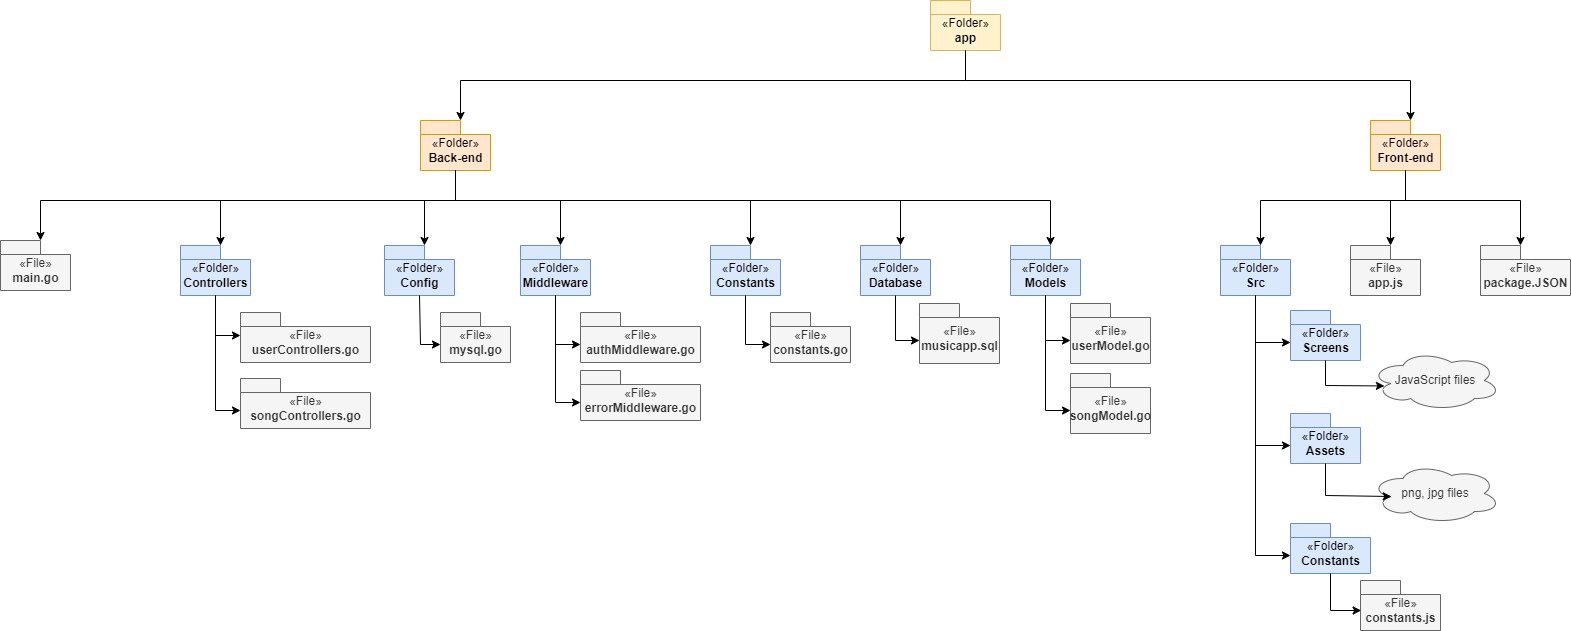 «Folder»
app
«Folder»
Back-end
«Folder»
Front-end
«File»
main.go
«Folder»
Controllers
«Folder»
Config
«Folder»
Middleware
«Folder»
Constants
«Folder»
Database
«Folder»
Models
«Folder»
Src
«File»
app.js
«File»
package.JSON
«File»
userControllers.go
«File»
songControllers.go
«File»
mysql.go
«File»
authMiddleware.go
«File»
errorMiddleware.go
«File»
constants.go
«File»
musicapp.sql
«File»
userModel.go
«File»
songModel.go
«Folder»
Screens
JavaScript files
«Folder»
Assets
png, jpg files
«Folder»
Constants
«File»
constants.js